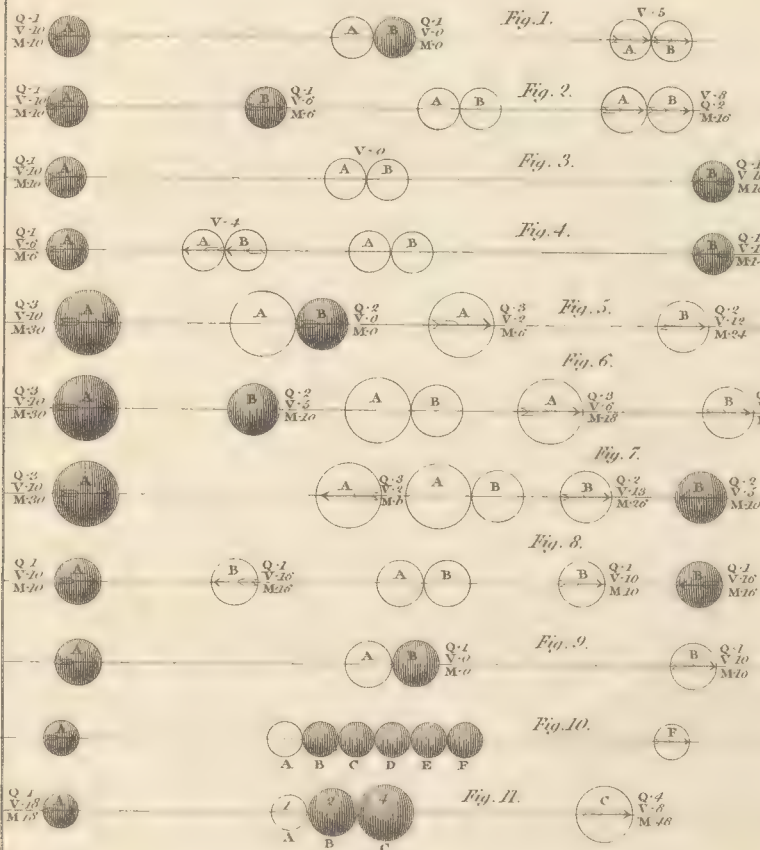 Q·1
V·10
M·10
A
A
B
Q·1
V·0
M·0
Fig.1.
V·5
A
B
Q·1
V·10
M·10
A
B
Q·1
V·6
M·6
A
B
Fig.2.
A
B
V·8
Q·2
M·16
Q·1
V·10
M·10
A
V·0
A
B
Fig.3.
B
Q·1
Q·1
V·6
M·6
A
V·4
A
B
A
B
Fig.4.
B
Q·1
Q·3
V·10
M·30
A
A
B
Q·2
V·0
M·0
A
Q·3
V·2
M·6
Fig.5.
B
Q·2
V·12
M·24
Fig.6.
Q·3
V·10
M·30
A
B
Q·2
V·5
M·10
A
B
A
Q·3
V·6
M·18
B
Fig.7.
Q·3
V·10
M·30
A
A
Q·3
V·2
A
B
B
Q·2
V·13
M·26
B
Q·2
V·5
M·10
Fig.8.
Q·1
V·10
M·10
A
B
Q·1
V·16
M·16
A
B
B
Q·1
V·10
M·10
B
Q·1
V·16
M·16
A
A
B
Q·1
V·0
M·0
Fig.9.
B
Q·1
V·10
M·10
A
A
B
C
D
E
F
Fig.10.
F
Q·1
V·18
M·18
A
1
2
4
A
B
C
Fig.11.
C
Q·4
V·8
M·48